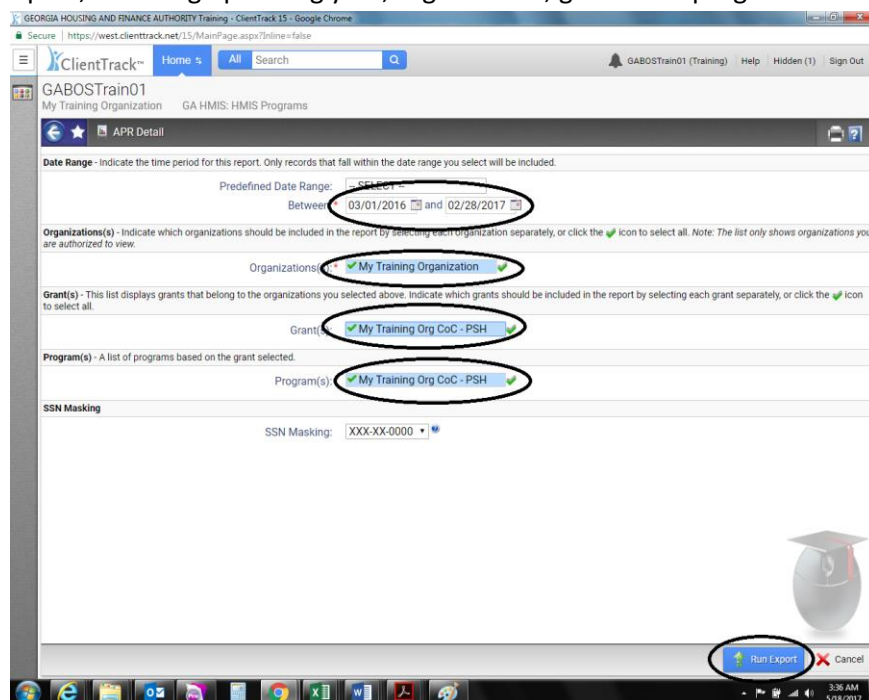 GEORGIA HOUSING AND FINANCE AUTHORITY Training - ClientTrack 15 - Google Chrome
Secure | https://west.clienttrack.net/15/MainPage.aspx?Inline=false
ClientTrack™ Home All Search GABOSTrain01 (Training) Help Hidden (1) Sign Out
GABOSTrain01
My Training Organization GA HMIS: HMIS Programs
APR Detail
Date Range - Indicate the time period for this report. Only records that fall within the date range you select will be included.
Predefined Date Range: -- SELECT --
Between:* 03/01/2016 and 02/28/2017
Organizations(s) - Indicate which organizations should be included in the report by selecting each organization separately, or click the icon to select all. Note: The list only shows organizations you
are authorized to view.
Organizations(s):* My Training Organization
Grant(s) - This list displays grants that belong to the organizations you selected above. Indicate which grants should be included in the report by selecting each grant separately, or click the icon
to select all.
Grant(s): My Training Org CoC - PSH
Program(s) - A list of programs based on the grant selected.
Program(s): My Training Org CoC - PSH
SSN Masking
SSN Masking: XXX-XX-0000
Run Export Cancel
3:36 AM
5/18/2017